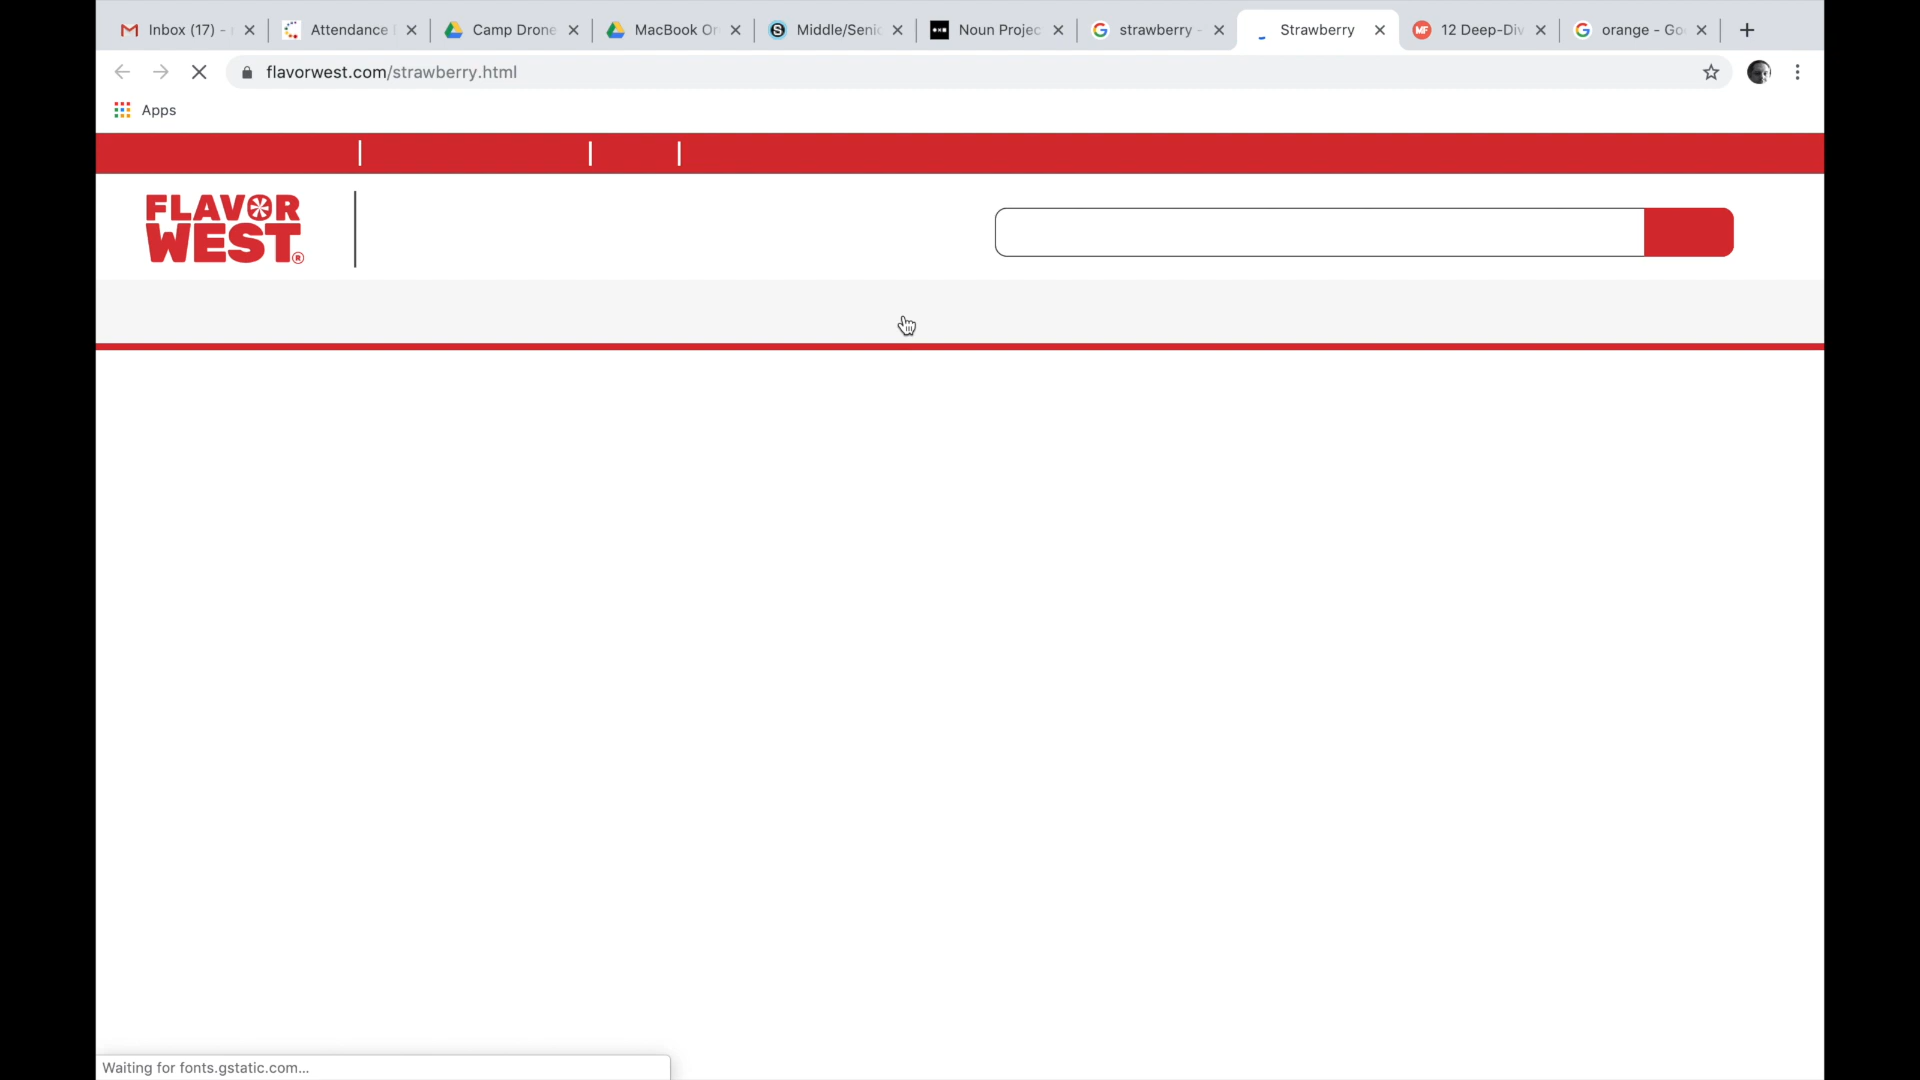 Inbox (17) -
Attendance
Camp Drone
MacBook Or
Middle/Senic
Noun Projec
strawberry -
Strawberry
MF
12 Deep-Div
orange - Go
flavorwest.com/strawberry.html
Apps
FLAVOR
WEST®
Waiting for fonts.gstatic.com...